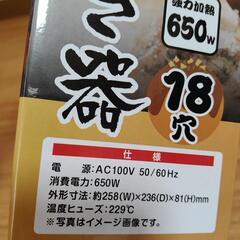 強力加熱
650W
き器
18
穴
仕様
電 源:AC100V 50/60Hz
消費電力:650W
外形寸法:約258(W)×236(D)×81(H)mm
温度ヒューズ:229℃
※写真はイメージ画像です。